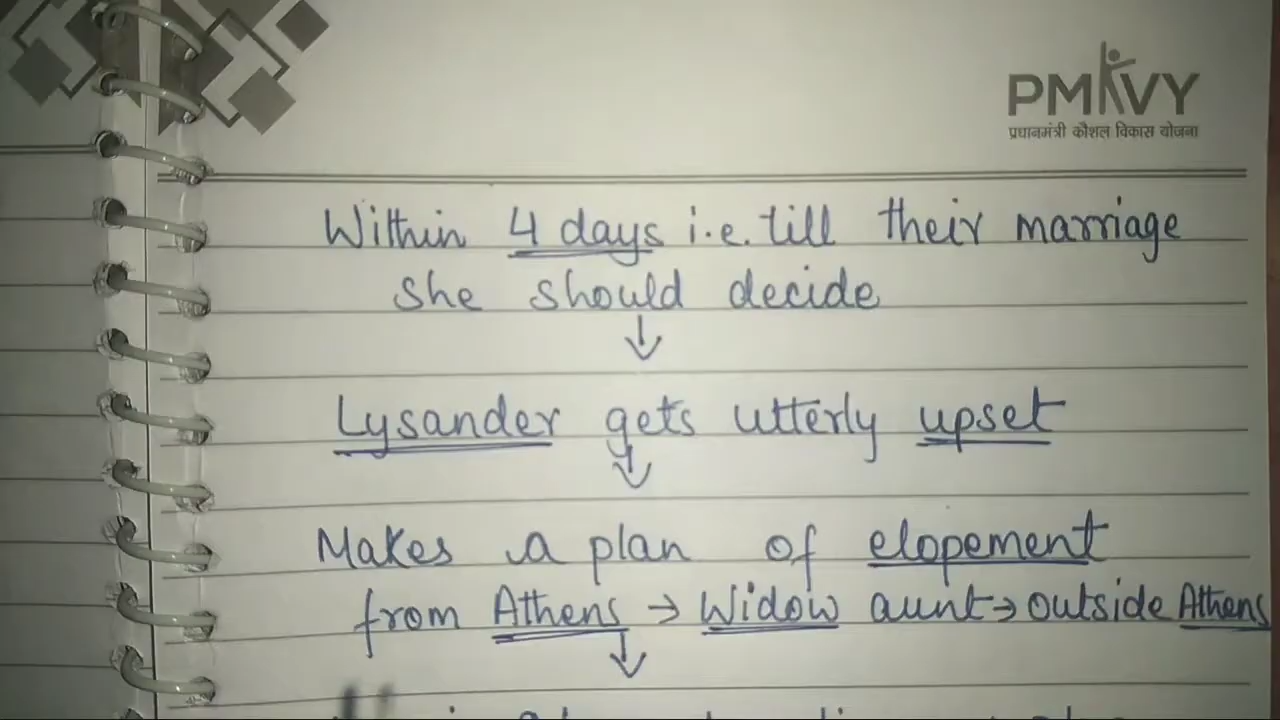 PMKVY
प्रधानमंत्री कौशल विकास योजना
Within 4 days i.e. till their marriage
she should decide
↓
Lysander gets utterly upset
↓
Makes a plan of elopement
from Athens → Widow aunt → outside Athens
↓